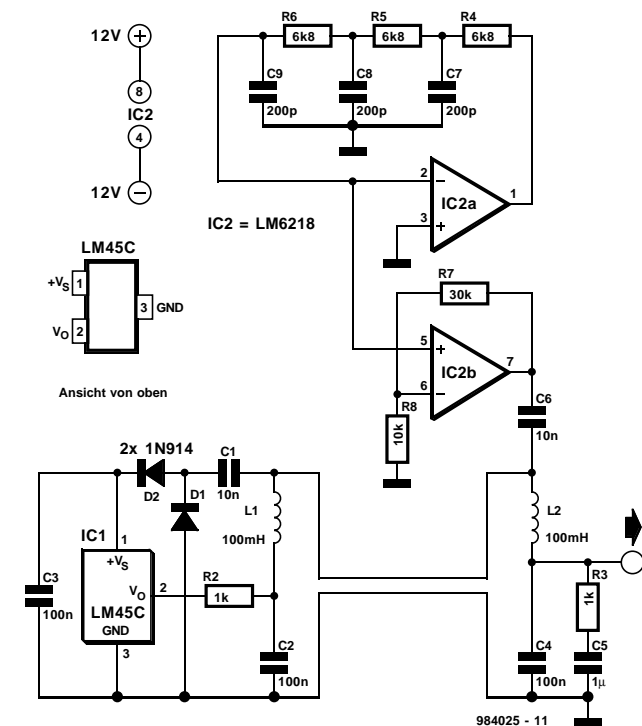 R6
R5
R4
12V
6k8
6k8
6k8
C9
C8
C7
8
200p
200p
200p
IC2
4
2
1
12V
IC2a
3
IC2 = LM6218
LM45C
R7
+VS
1
3
GND
30k
VO
2
5
7
IC2b
Ansicht von oben
6
C6
R8
10k
10n
2x 1N914
C1
D2
D1
10n
L1
L2
IC1
1
100mH
100mH
+VS
C3
R2
R3
VO
2
1k
1k
100n
LM45C
GND
3
C2
C4
C5
100n
100n
1µ
984025 - 11